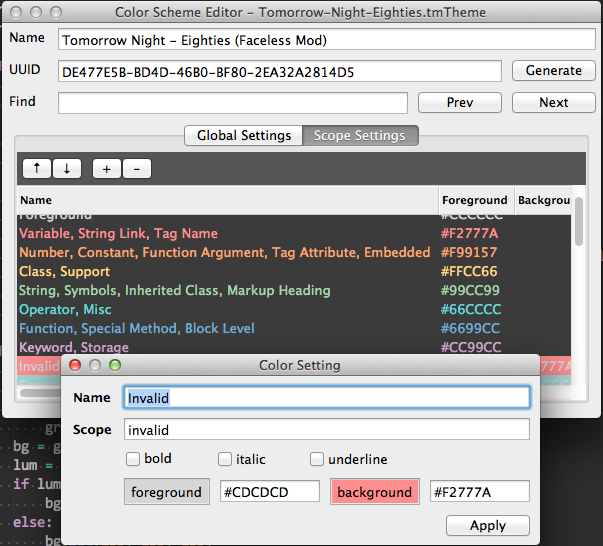 Color Scheme Editor – Tomorrow-Night-Eighties.tmTheme
Name Tomorrow Night - Eighties (Faceless Mod)
UUID DE477E5B-BD4D-46B0-BF80-2EA32A2814D5 Generate
Find Prev Next
Global Settings Scope Settings
↑ ↓ + -
Name Foreground Backgrou
Foreground #CCCCCC
Variable, String Link, Tag Name #F2777A
Number, Constant, Function Argument, Tag Attribute, Embedded #F99157
Class, Support #FFCC66
String, Symbols, Inherited Class, Markup Heading #99CC99
Operator, Misc #66CCCC
Function, Special Method, Block Level #6699CC
Keyword, Storage #CC99CC
Invalid 777A
Color Setting
Name Invalid
Scope invalid
bold italic underline
foreground #CDCDCD background #F2777A
Apply
gr
bg = g
lum =
if lum
bg
else:
bg